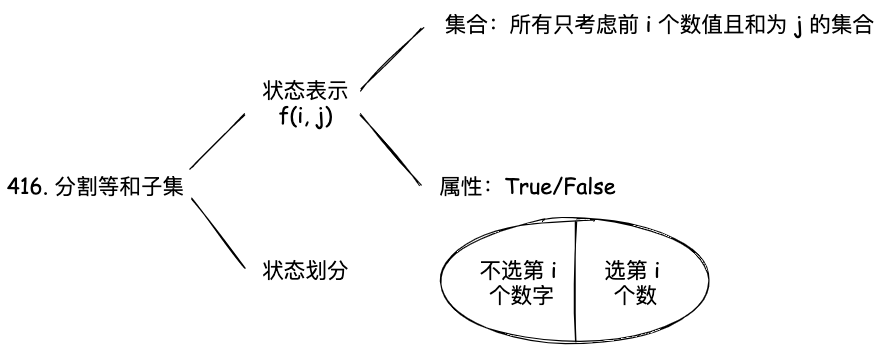 集合：所有只考虑前 i 个数值且和为 j 的集合
状态表示
f(i, j)
416. 分割等和子集
属性：True/False
状态划分
不选第 i
个数字
选第 i
个数